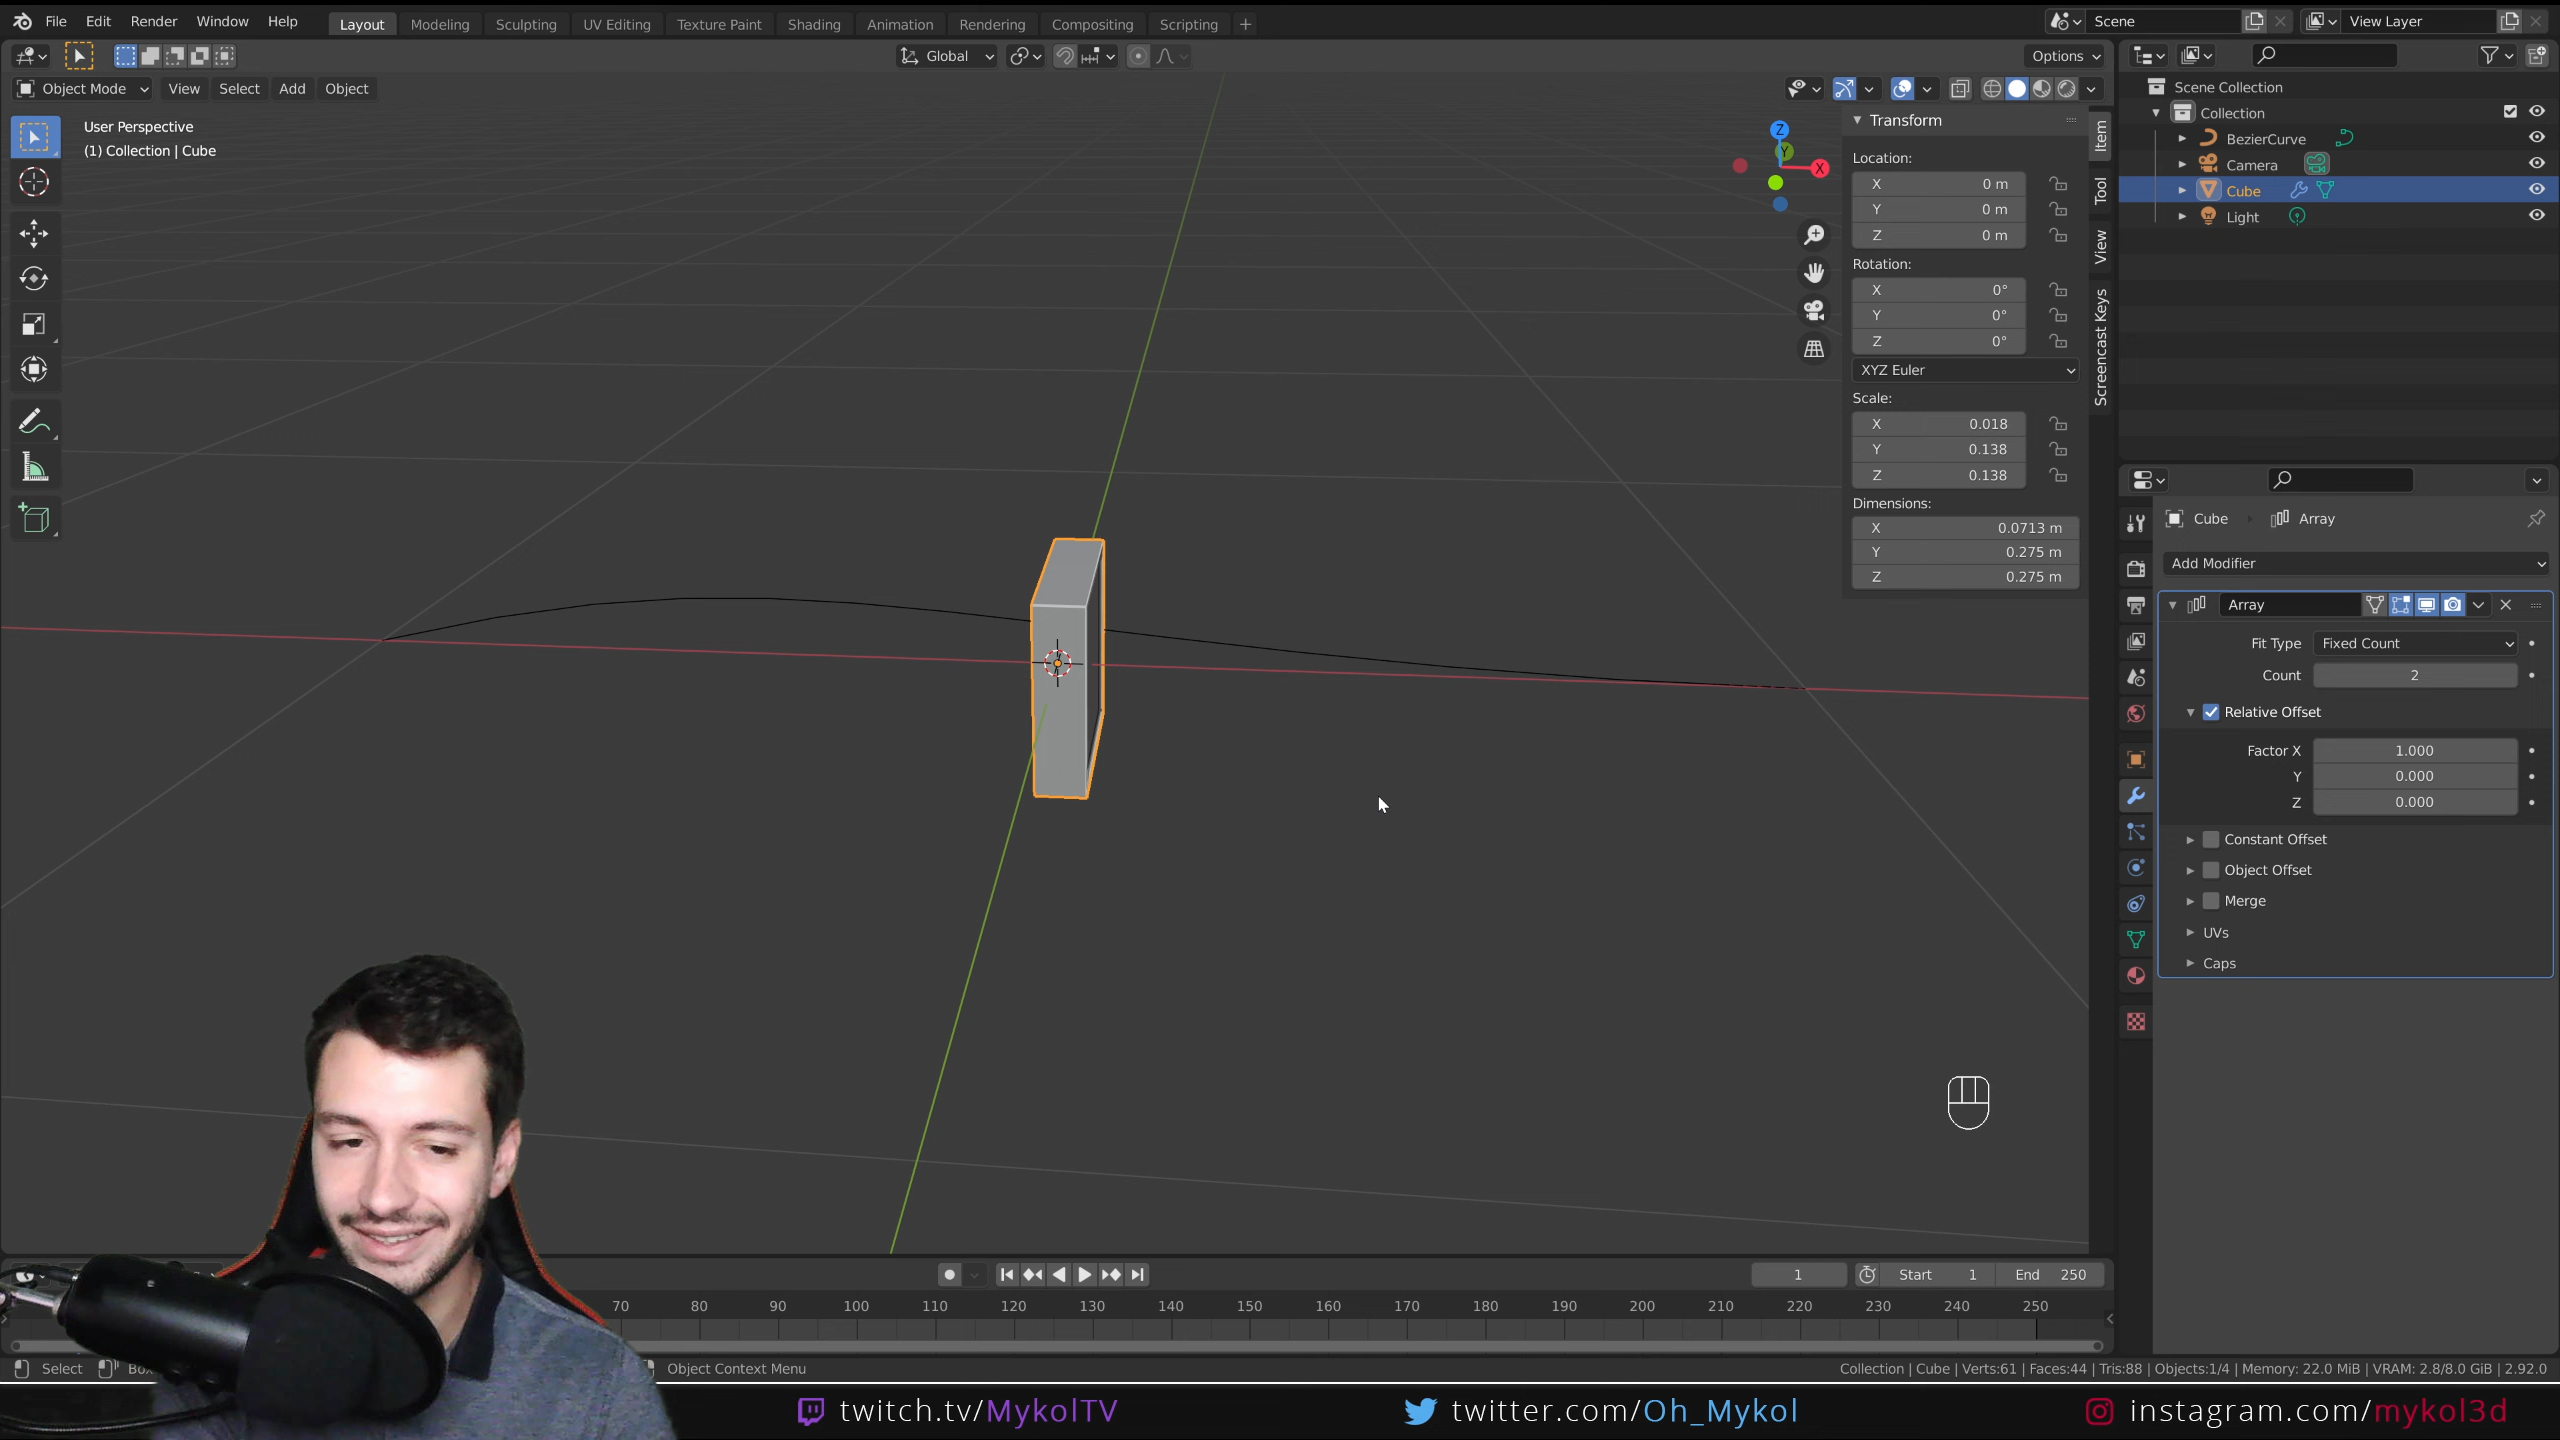 File Edit Render Window Help Layout Modeling Sculpting UV Editing Texture Paint Shading Animation Rendering Compositing Scripting + Scene View Layer
Global Options
Object Mode View Select Add Object
User Perspective
(1) Collection | Cube
Transform
Location:
X 0 m
Y 0 m
Z 0 m
Rotation:
X 0°
Y 0°
Z 0°
XYZ Euler
Scale:
X 0.018
Y 0.138
Z 0.138
Dimensions:
X 0.0713 m
Y 0.275 m
Z 0.275 m
Z
Y
X
Item
Tool
View
Screencast Keys
Scene Collection
Collection
BezierCurve
Camera
Cube
Light
Cube Array
Add Modifier
Array
Fit Type Fixed Count
Count 2
Relative Offset
Factor X 1.000
Y 0.000
Z 0.000
Constant Offset
Object Offset
Merge
UVs
Caps
1 Start 1 End 250
70 80 90 100 110 120 130 140 150 160 170 180 190 200 210 220 230 240 250
Select Object Context Menu Collection | Cube | Verts:61 | Faces:44 | Tris:88 | Objects:1/4 | Memory: 22.0 MiB | VRAM: 2.8/8.0 GiB | 2.92.0
twitch.tv/MykolTV twitter.com/Oh_Mykol instagram.com/mykol3d